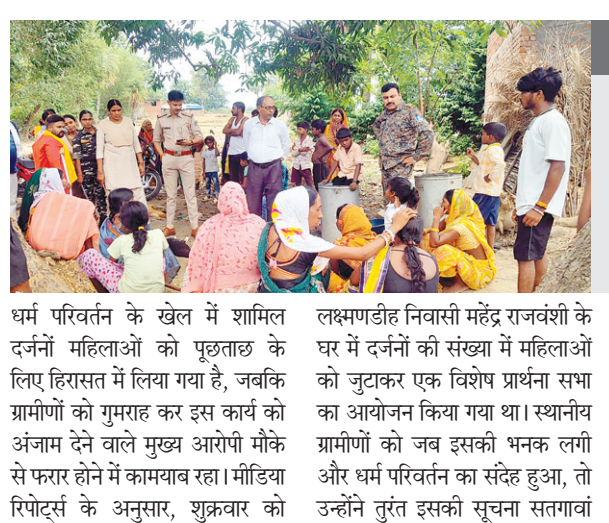 धर्म परिवर्तन के खेल में शामिल
दर्जनों महिलाओं को पूछताछ के
लिए हिरासत में लिया गया है, जबकि
ग्रामीणों को गुमराह कर इस कार्य को
अंजाम देने वाले मुख्य आरोपी मौके
से फरार होने में कामयाब रहा। मीडिया
रिपोर्ट्स के अनुसार, शुक्रवार को
लक्ष्मणडीह निवासी महेंद्र राजवंशी के
घर में दर्जनों की संख्या में महिलाओं
को जुटाकर एक विशेष प्रार्थना सभा
का आयोजन किया गया था। स्थानीय
ग्रामीणों को जब इसकी भनक लगी
और धर्म परिवर्तन का संदेह हुआ, तो
उन्होंने तुरंत इसकी सूचना सतगावां